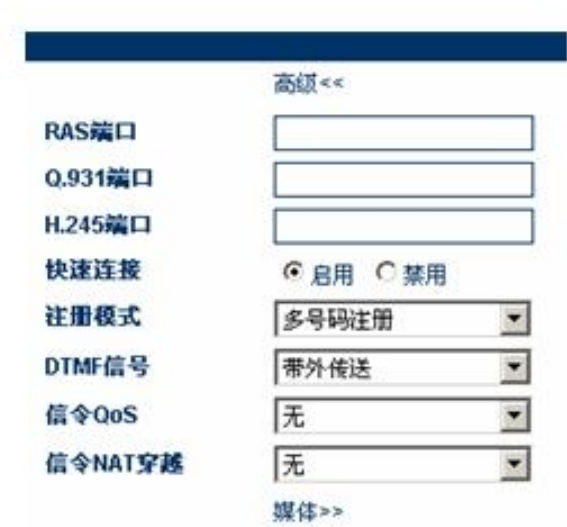 高级<<
RAS端口
Q.931端口
H.245端口
快速连接 启用 禁用
注册模式 多号码注册
DTMF信号 带外传送
信令QoS 无
信令NAT穿越 无
媒体>>